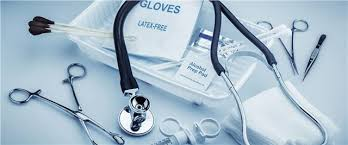 GLOVES
LATEX-FREE
Alcohol
Prep Pad